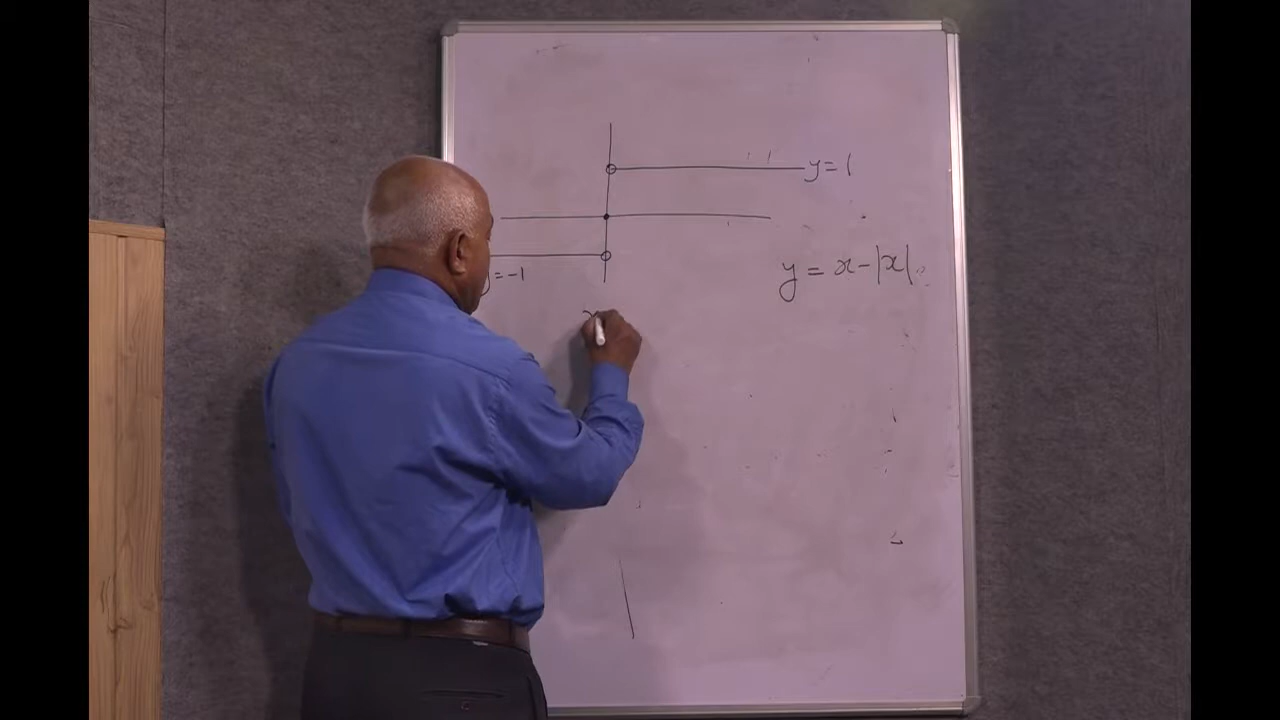 y=1
y = x - |x|
= -1